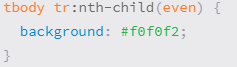 tbody tr:nth-child(even) {
  background: #f0f0f2;
}